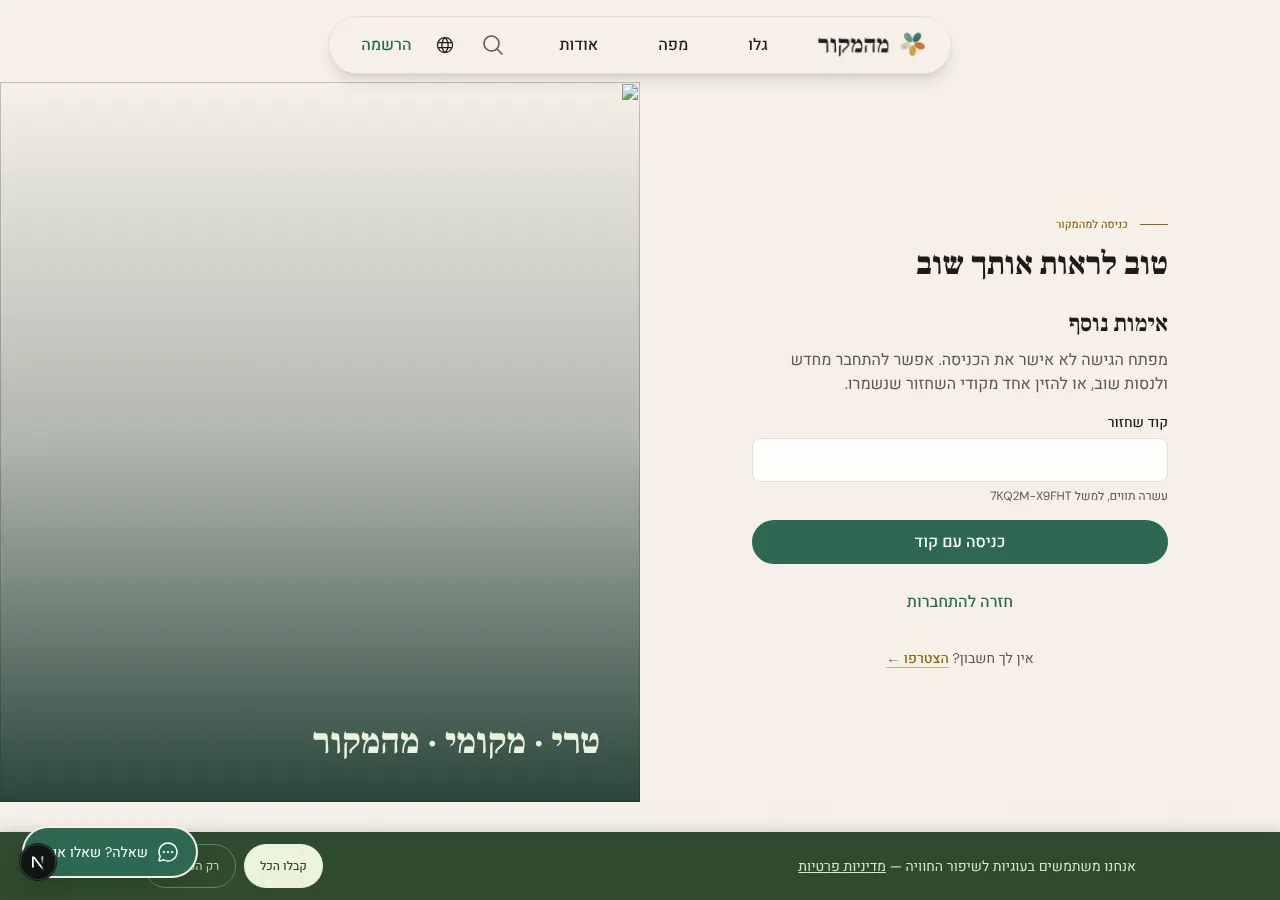 מהמקור
גלו
מפה
אודות
הרשמה
כניסה למהמקור
טוב לראות אותך שוב
אימות נוסף
מפתח הגישה לא אישר את הכניסה. אפשר להתחבר מחדש
ולנסות שוב, או להזין אחד מקודי השחזור שנשמרו.
קוד שחזור
עשרה תווים, למשל 7KQ2M-X9FHT
כניסה עם קוד
חזרה להתחברות
אין לך חשבון? הצטרפו ←
טרי · מקומי · מהמקור
אנחנו משתמשים בעוגיות לשיפור החוויה — מדיניות פרטיות
קבלו הכל
רק
שאלה? שאלו
N